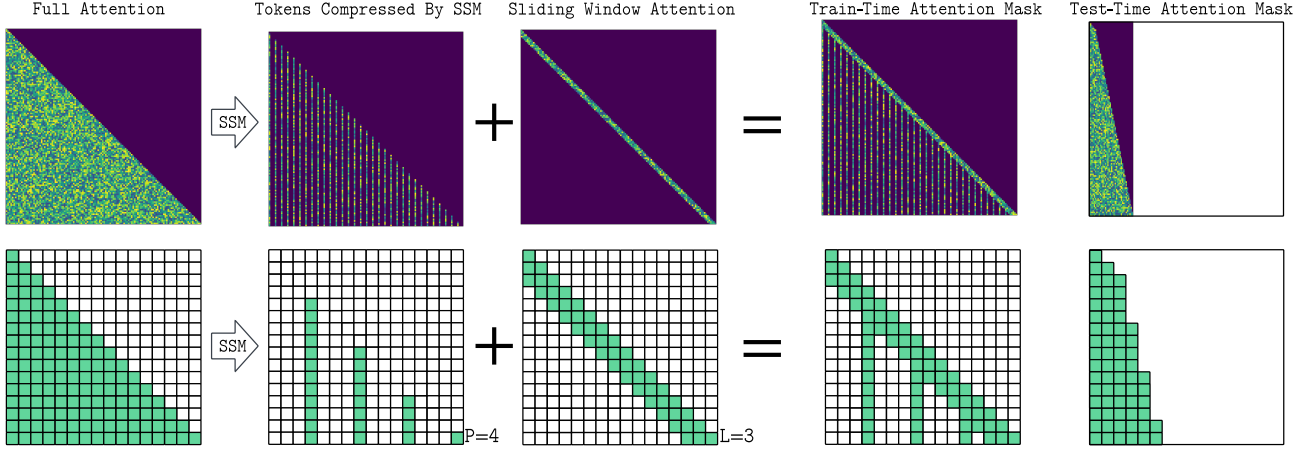 Full Attention
Tokens Compressed By SSM
Sliding Window Attention
Train-Time Attention Mask
Test-Time Attention Mask
SSM
+
=
SSM
P=4
+
L=3
=